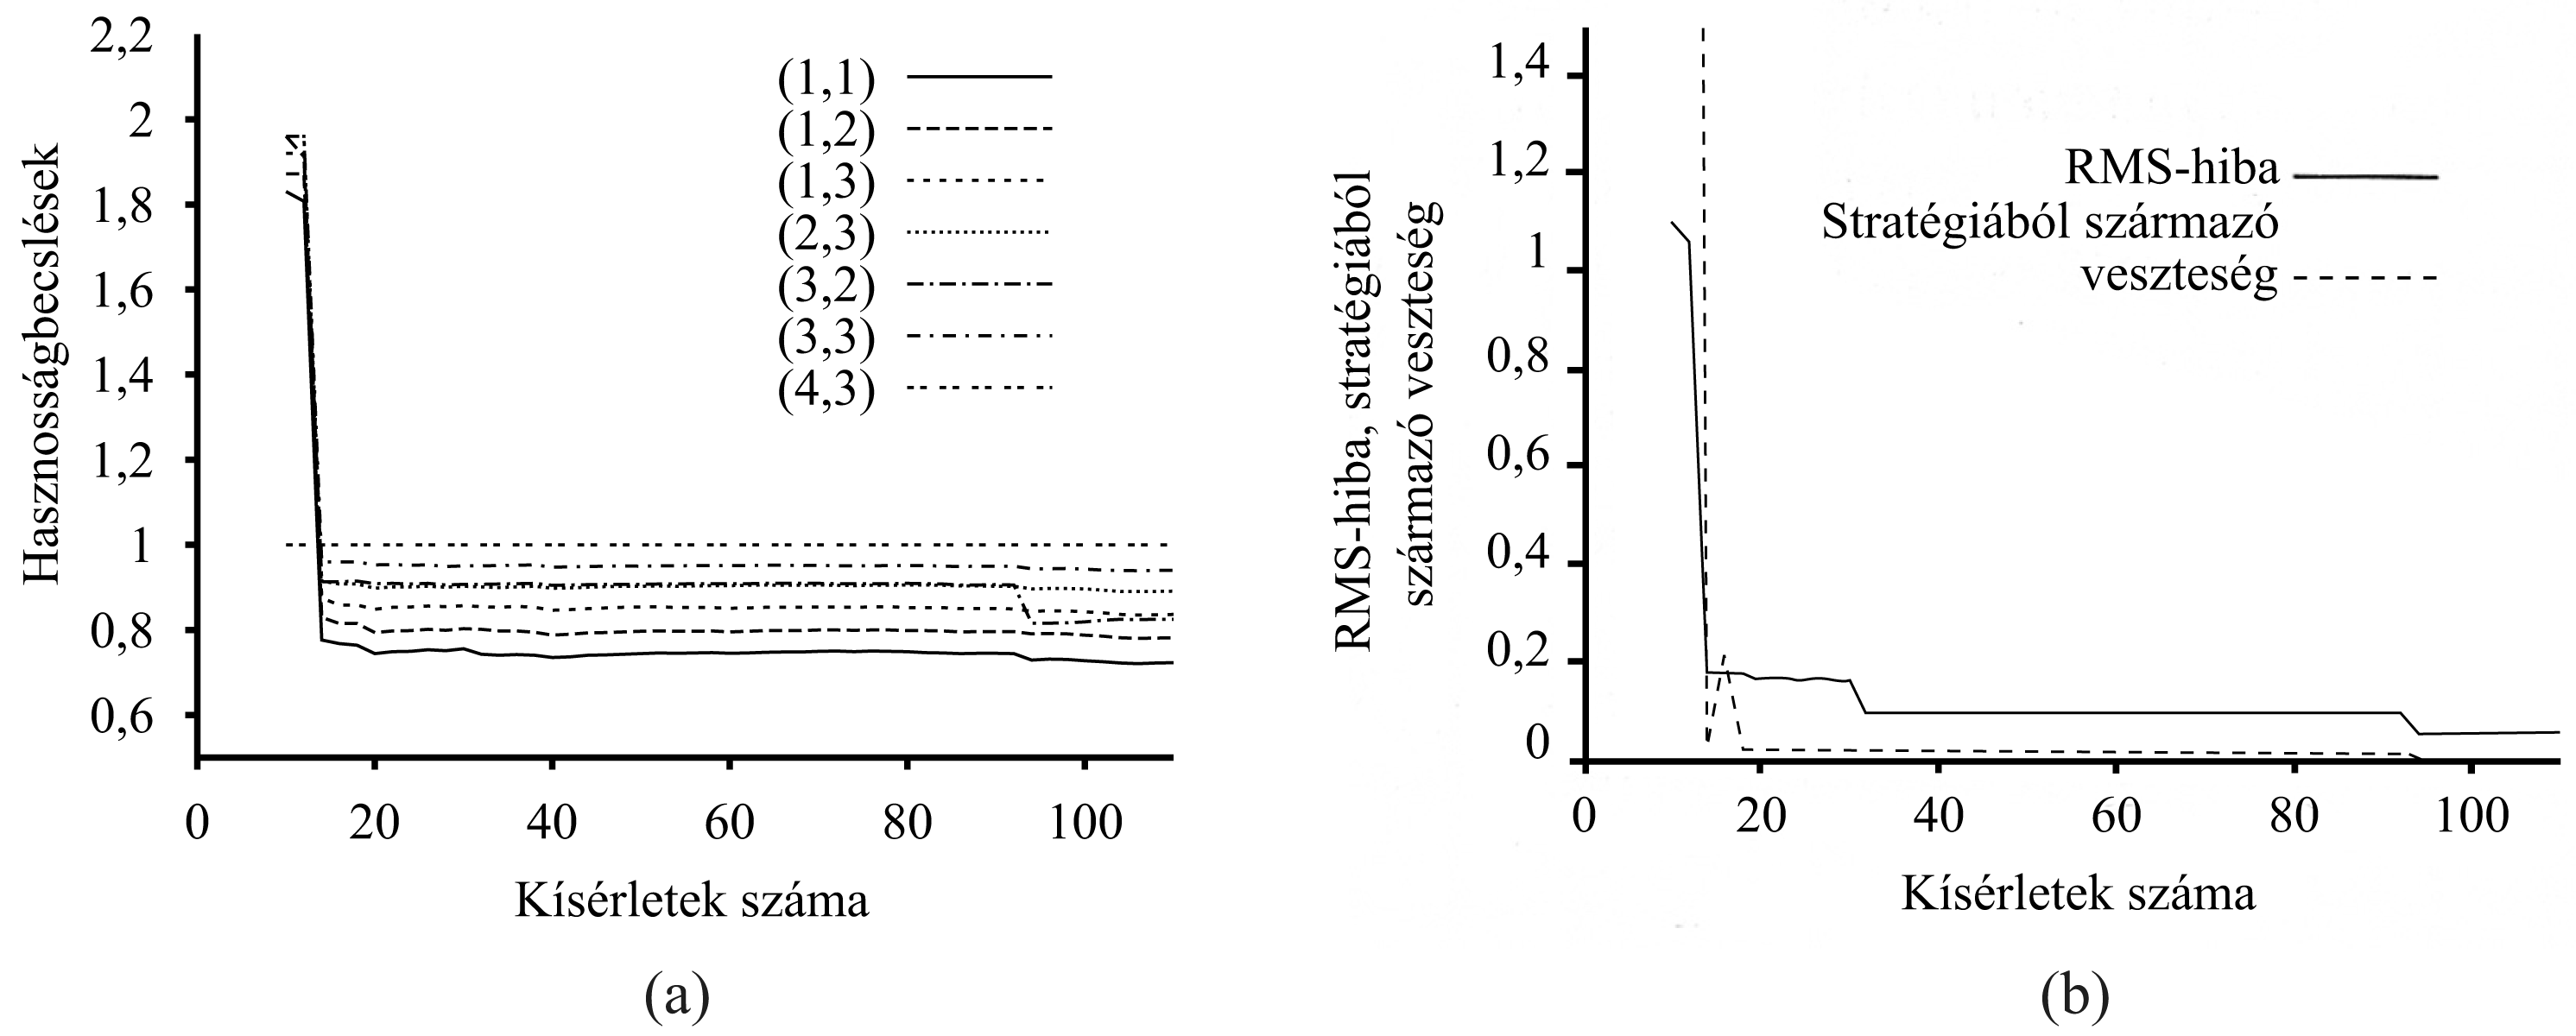 Hasznosságbecslések
2,2
2
1,8
1,6
1,4
1,2
1
0,8
0,6
(1,1)
(1,2)
(1,3)
(2,3)
(3,2)
(3,3)
(4,3)
0 20 40 60 80 100
Kísérletek száma
(a)
RMS-hiba, stratégiából
származó veszteség
1,4
1,2
1
0,8
0,6
0,4
0,2
0
RMS-hiba
Stratégiából származó
veszteség
0 20 40 60 80 100
Kísérletek száma
(b)